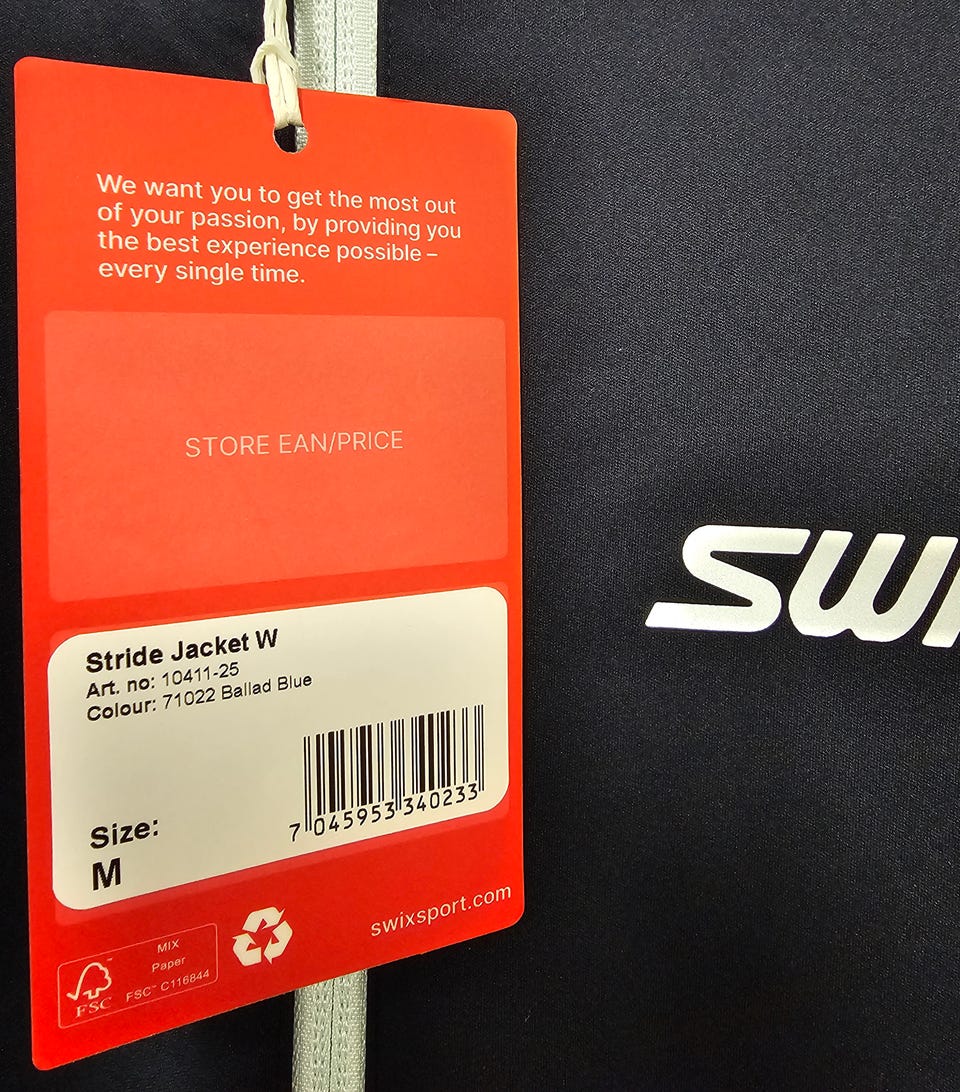 We want you to get the most out
of your passion, by providing you
the best experience possible –
every single time.
STORE EAN/PRICE
Stride Jacket W
Art. no: 10411-25
Colour: 71022 Ballad Blue
7 045953 340233
Size:
M
swixsport.com
MIX
Paper
FSC™ C116844
FSC
SWI